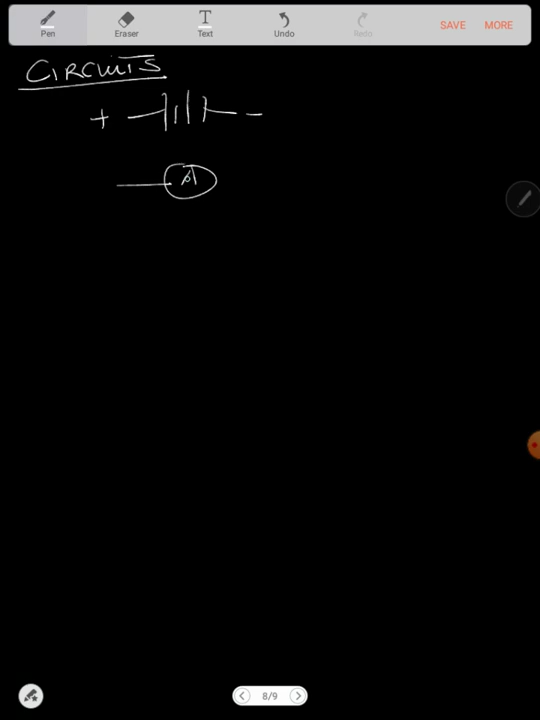 Pen Eraser Text Undo Redo SAVE MORE
CIRCUITS
+ -
A
8/9